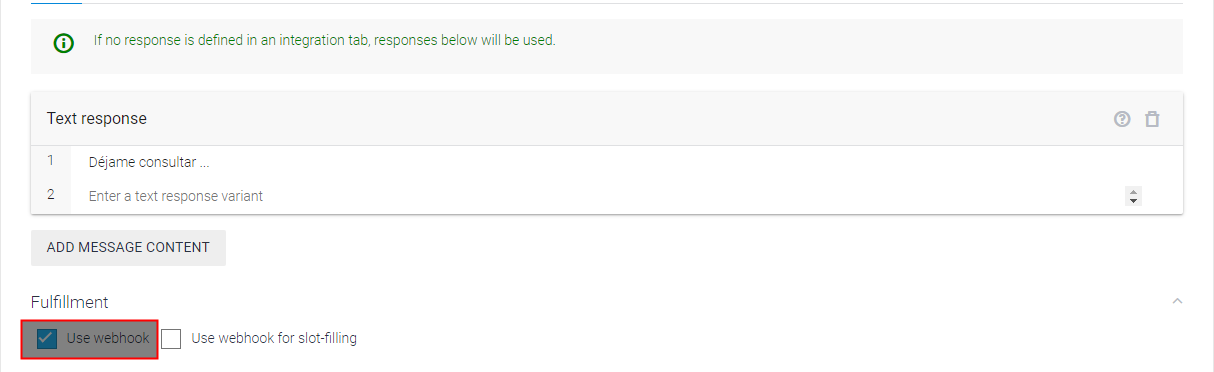 If no response is defined in an integration tab, responses below will be used.
Text response
1 Déjame consultar ...
2 Enter a text response variant
ADD MESSAGE CONTENT
Fulfillment
Use webhook Use webhook for slot-filling